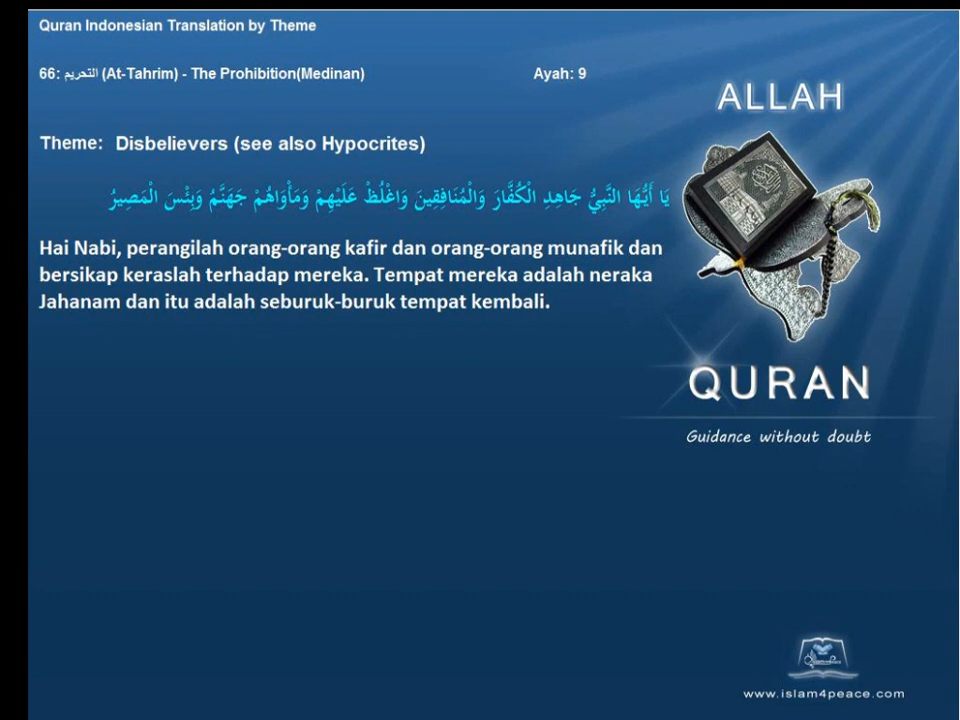 Quran Indonesian Translation by Theme
66: التحريم (At-Tahrim) - The Prohibition(Medinan) Ayah: 9
ALLAH
Theme: Disbelievers (see also Hypocrites)
يَا أَيُّهَا النَّبِيُّ جَاهِدِ الْكُفَّارَ وَالْمُنَافِقِينَ وَاغْلُظْ عَلَيْهِمْ وَمَأْوَاهُمْ جَهَنَّمُ وَبِئْسَ الْمَصِيرُ
Hai Nabi, perangilah orang-orang kafir dan orang-orang munafik dan
bersikap keraslah terhadap mereka. Tempat mereka adalah neraka
Jahanam dan itu adalah seburuk-buruk tempat kembali.
QURAN
Guidance without doubt
www.islam4peace.com